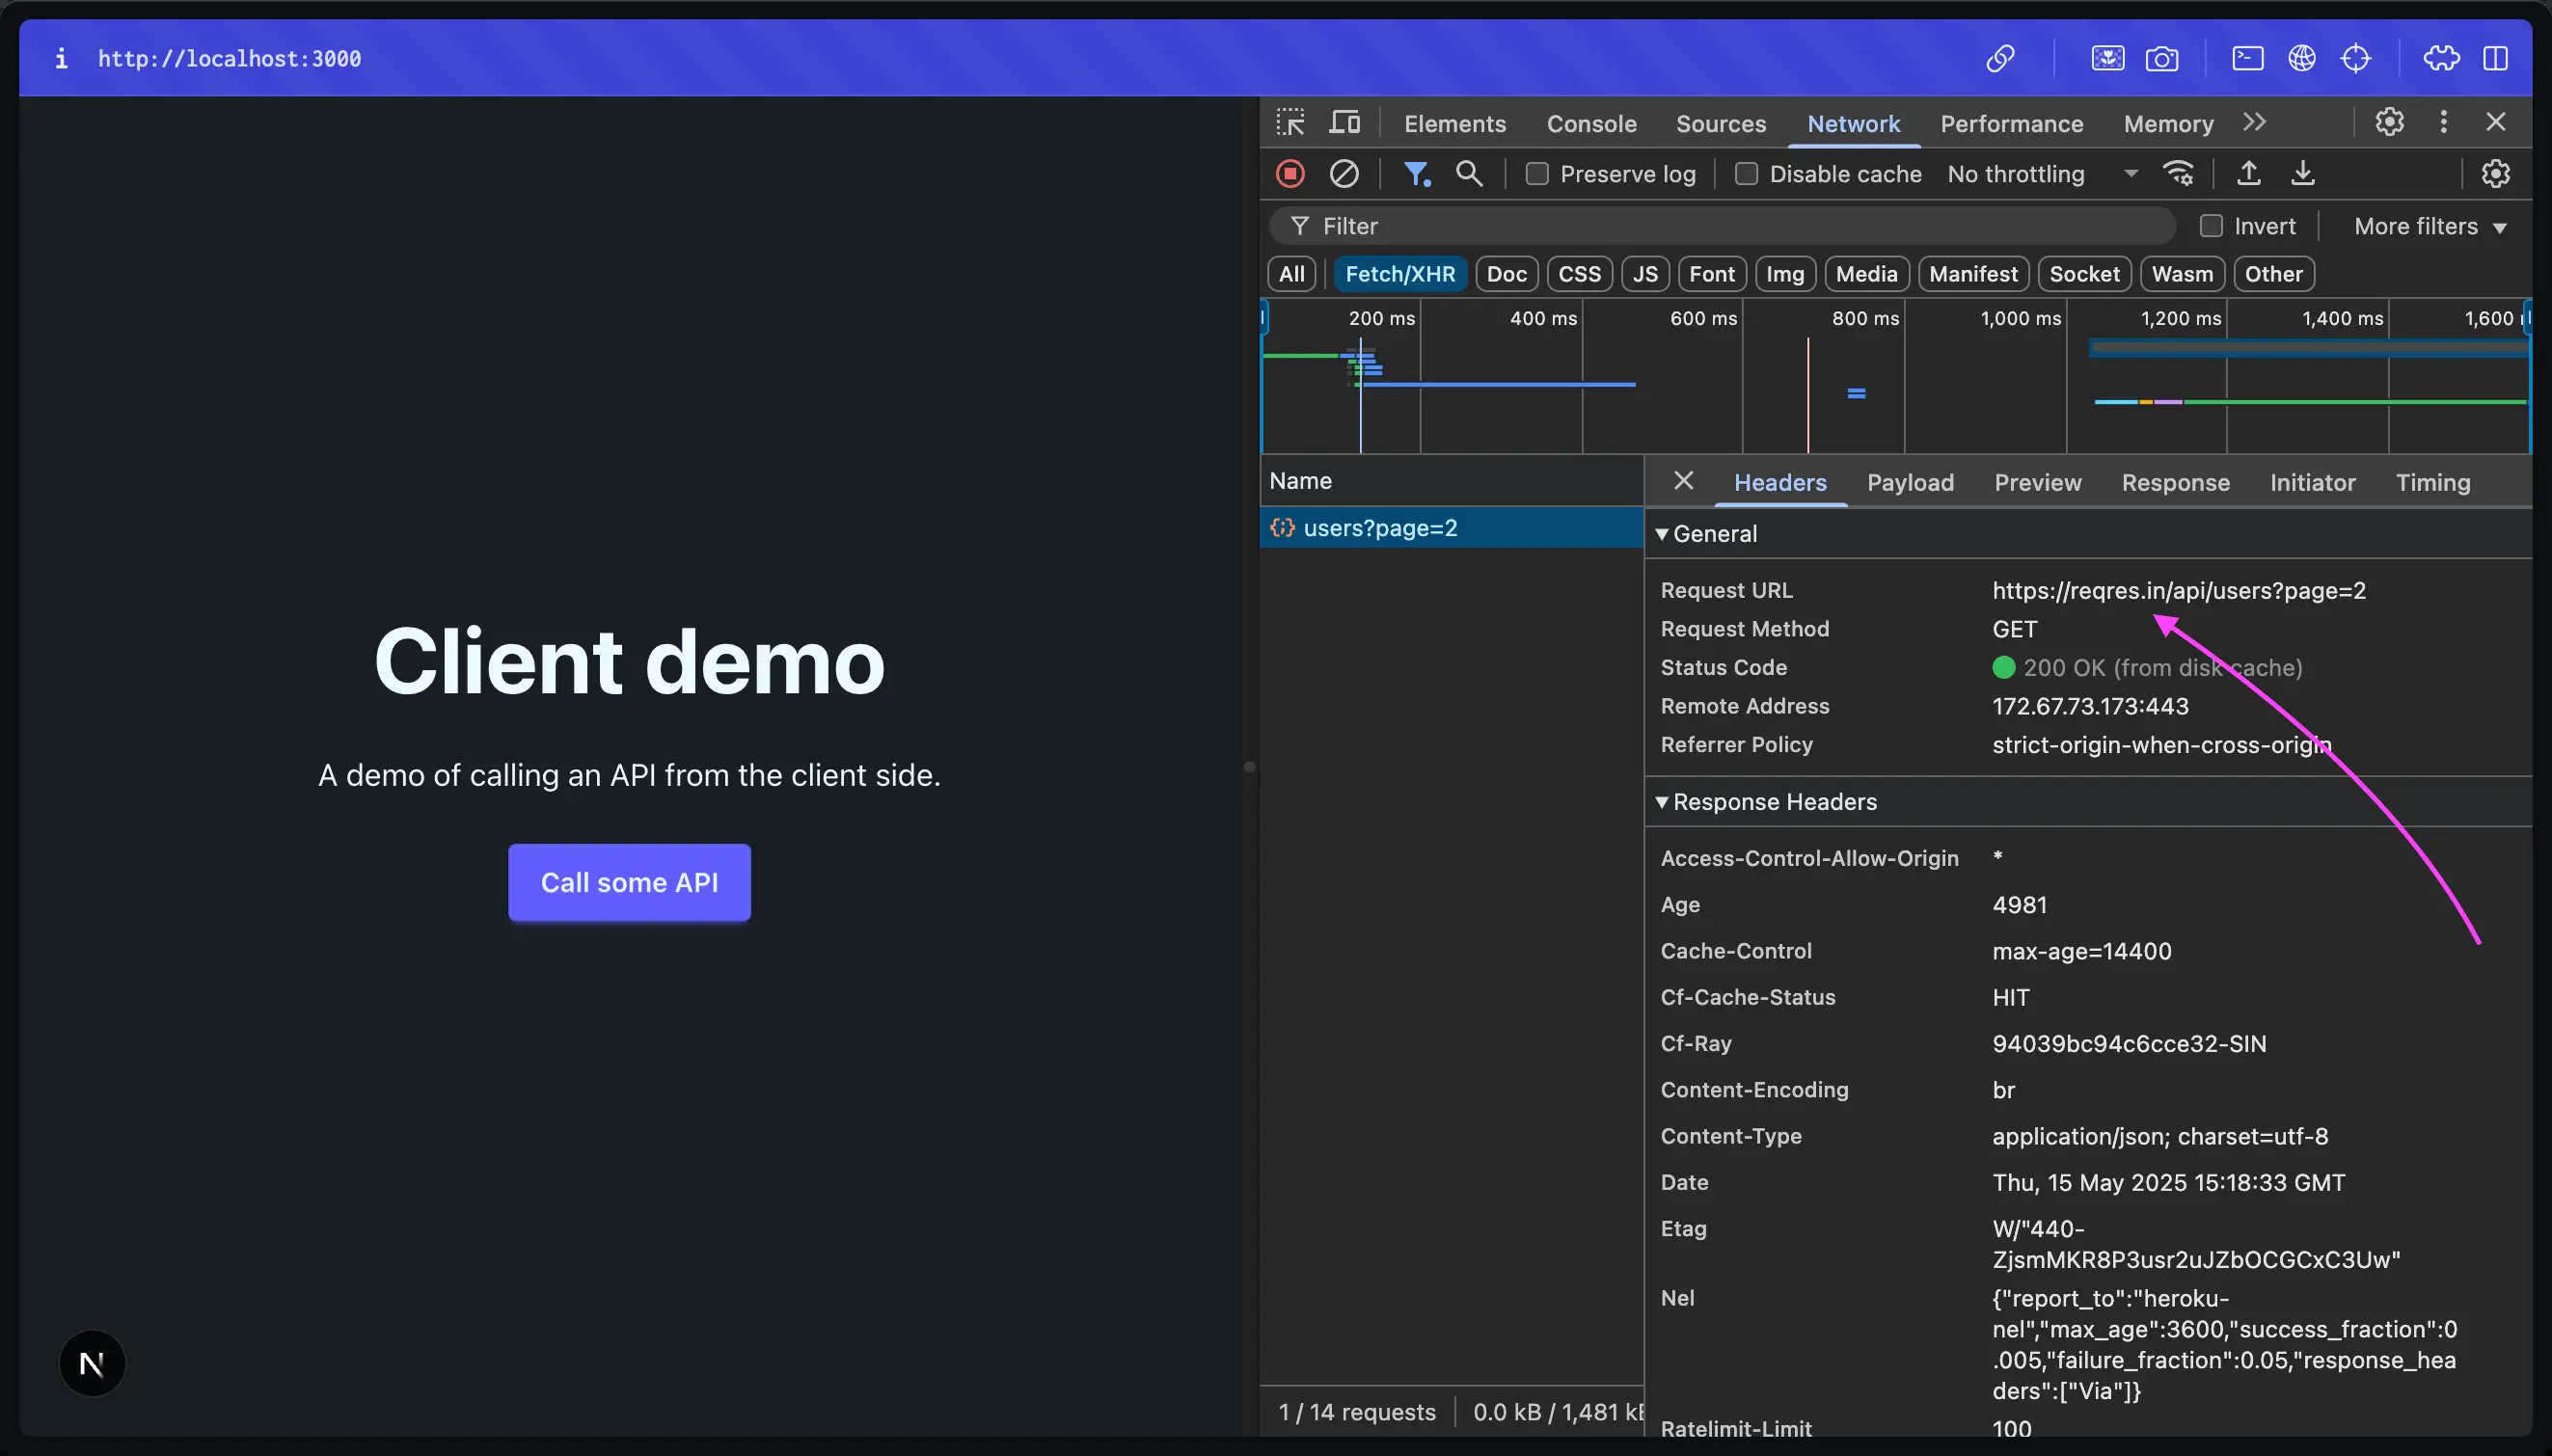 i http://localhost:3000
Client demo
A demo of calling an API from the client side.
Call some API
N
Elements Console Sources Network Performance Memory
Preserve log Disable cache No throttling
Filter Invert More filters
All Fetch/XHR Doc CSS JS Font Img Media Manifest Socket Wasm Other
200 ms 400 ms 600 ms 800 ms 1,000 ms 1,200 ms 1,400 ms 1,600
Name
users?page=2
1 / 14 requests 0.0 kB / 1,481 k
Headers Payload Preview Response Initiator Timing
General
Request URL https://reqres.in/api/users?page=2
Request Method GET
Status Code 200 OK (from disk cache)
Remote Address 172.67.73.173:443
Referrer Policy strict-origin-when-cross-origin
Response Headers
Access-Control-Allow-Origin *
Age 4981
Cache-Control max-age=14400
Cf-Cache-Status HIT
Cf-Ray 94039bc94c6cce32-SIN
Content-Encoding br
Content-Type application/json; charset=utf-8
Date Thu, 15 May 2025 15:18:33 GMT
Etag W/"440-
ZjsmMKR8P3usr2uJZbOCGCxC3Uw"
Nel {"report_to":"heroku-
nel","max_age":3600,"success_fraction":0
.005,"failure_fraction":0.05,"response_hea
ders":["Via"]}
Ratelimit-Limit 100